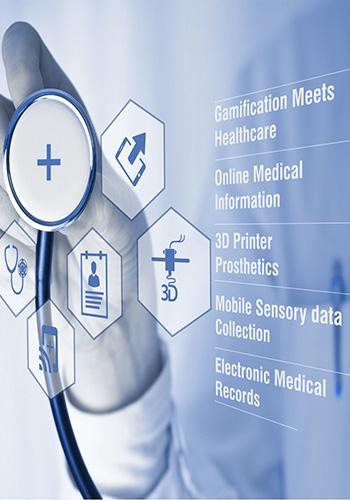 Gamification Meets
Healthcare
Online Medical
Information
3D Printer
Prosthetics
3D
Mobile Sensory data
Collection
Electronic Medical
Records